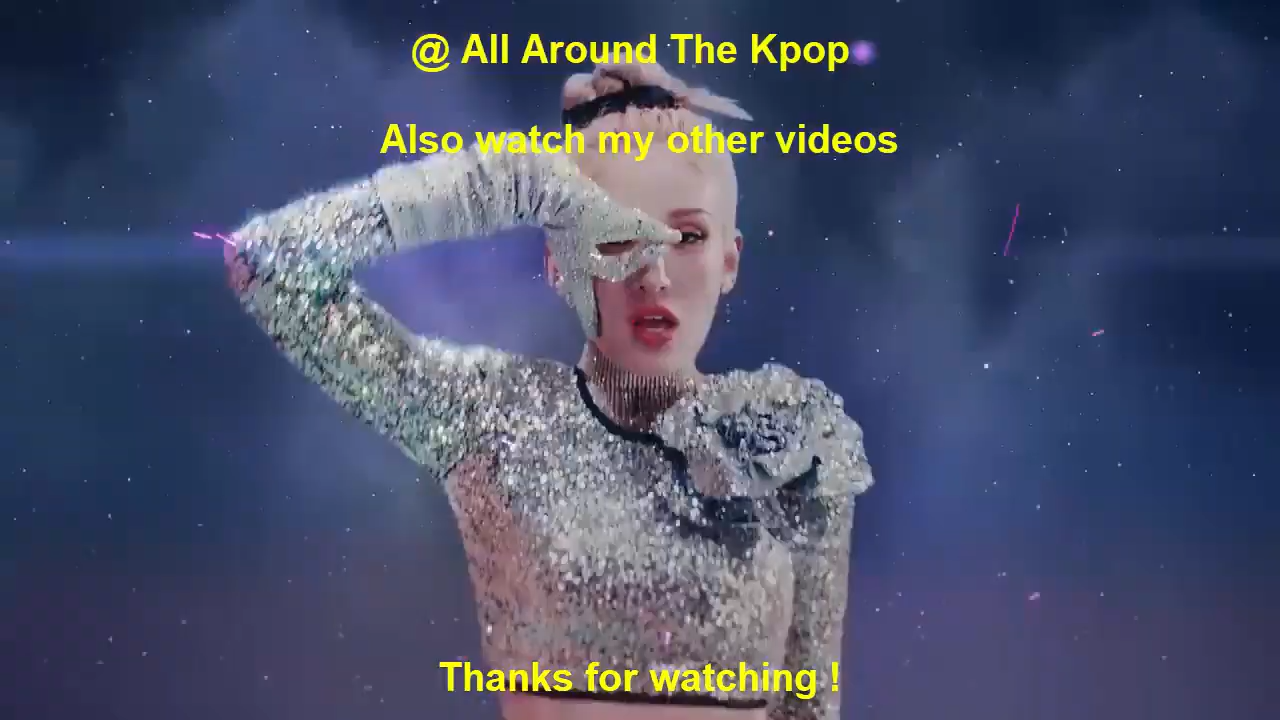 @ All Around The Kpop
Also watch my other videos
Thanks for watching !